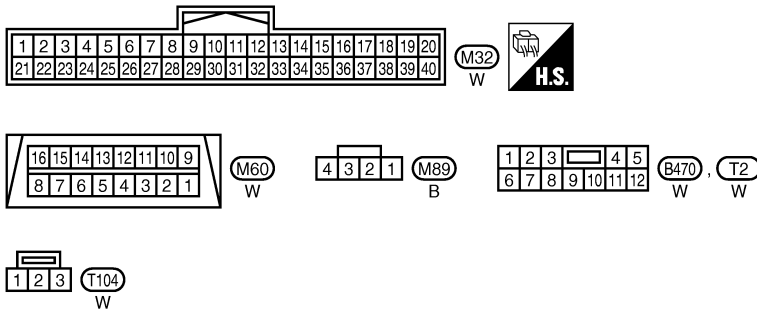 1 2 3 4 5 6 7 8 9 10 11 12 13 14 15 16 17 18 19 20
M32
21 22 23 24 25 26 27 28 29 30 31 32 33 34 35 36 37 38 39 40
W
H.S.
16 15 14 13 12 11 10 9
8 7 6 5 4 3 2 1
M60
W
4 3 2 1
M89
B
1 2 3 4 5
6 7 8 9 10 11 12
B470 , T2
W W
1 2 3
T104
W